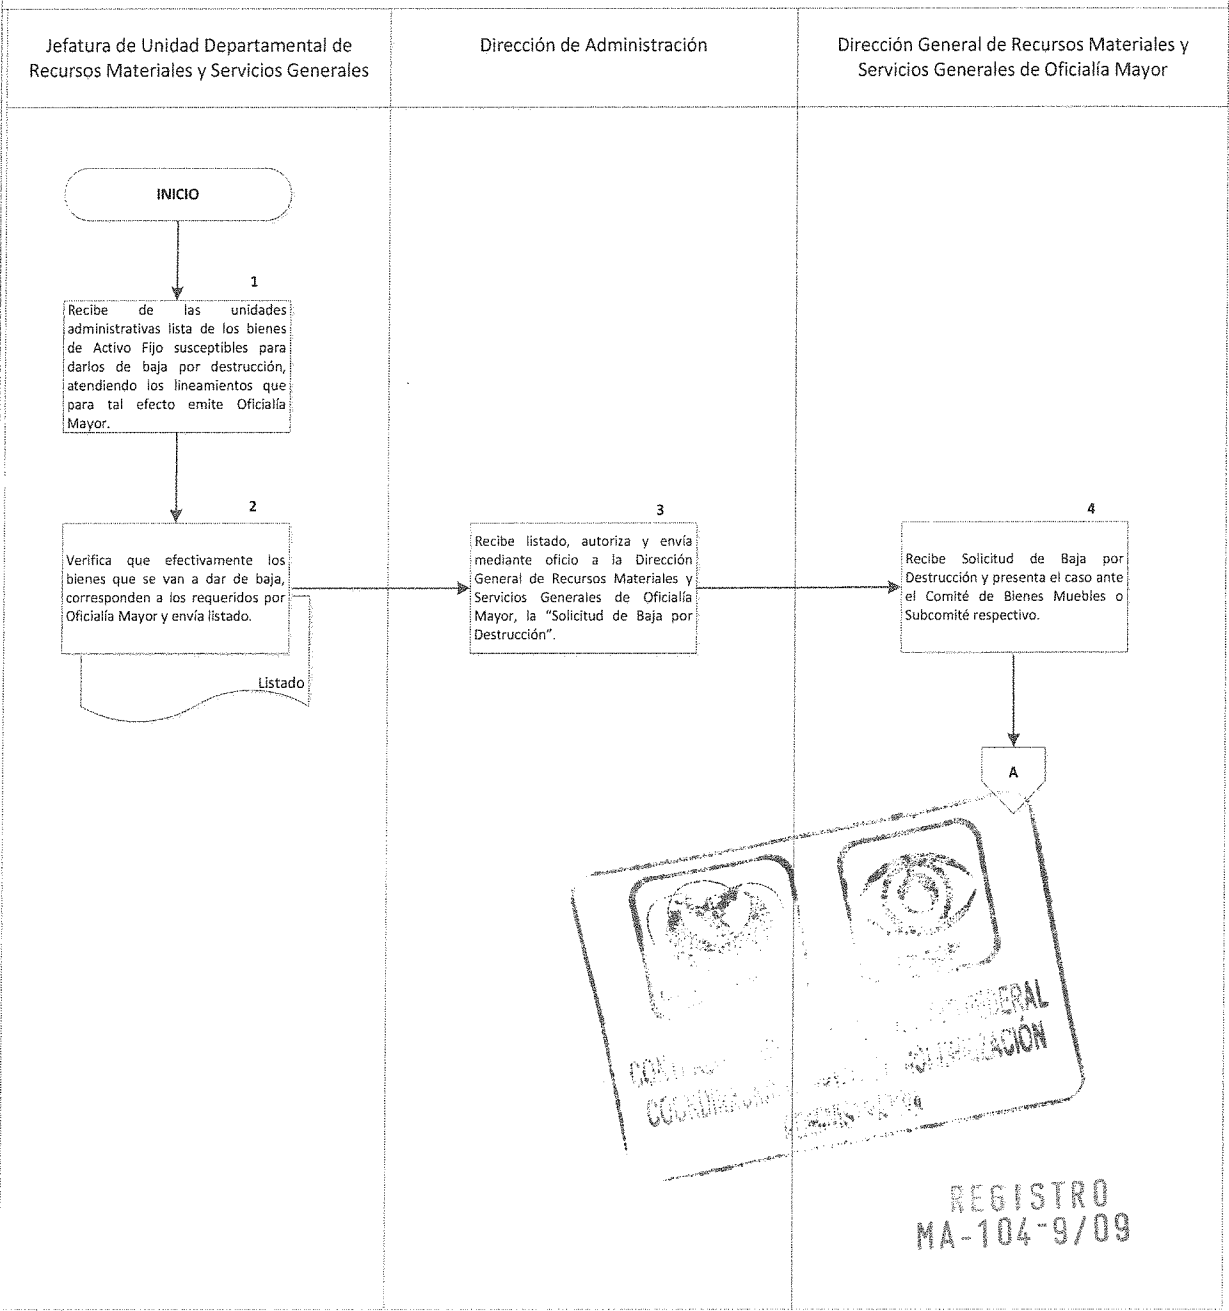 Jefatura de Unidad Departamental de
Recursos Materiales y Servicios Generales
Dirección de Administración
Dirección General de Recursos Materiales y
Servicios Generales de Oficialía Mayor
INICIO
1
Recibe de las unidades
administrativas lista de los bienes
de Activo Fijo susceptibles para
darlos de baja por destrucción,
atendiendo los lineamientos que
para tal efecto emite Oficialía
Mayor.
2
Verifica que efectivamente los
bienes que se van a dar de baja,
corresponden a los requeridos por
Oficialía Mayor y envía listado.
Listado
3
Recibe listado, autoriza y envía
mediante oficio a la Dirección
General de Recursos Materiales y
Servicios Generales de Oficialía
Mayor, la “Solicitud de Baja por
Destrucción”.
4
Recibe Solicitud de Baja por
Destrucción y presenta el caso ante
el Comité de Bienes Muebles o
Subcomité respectivo.
A
REGISTRO
MA-104-9/09